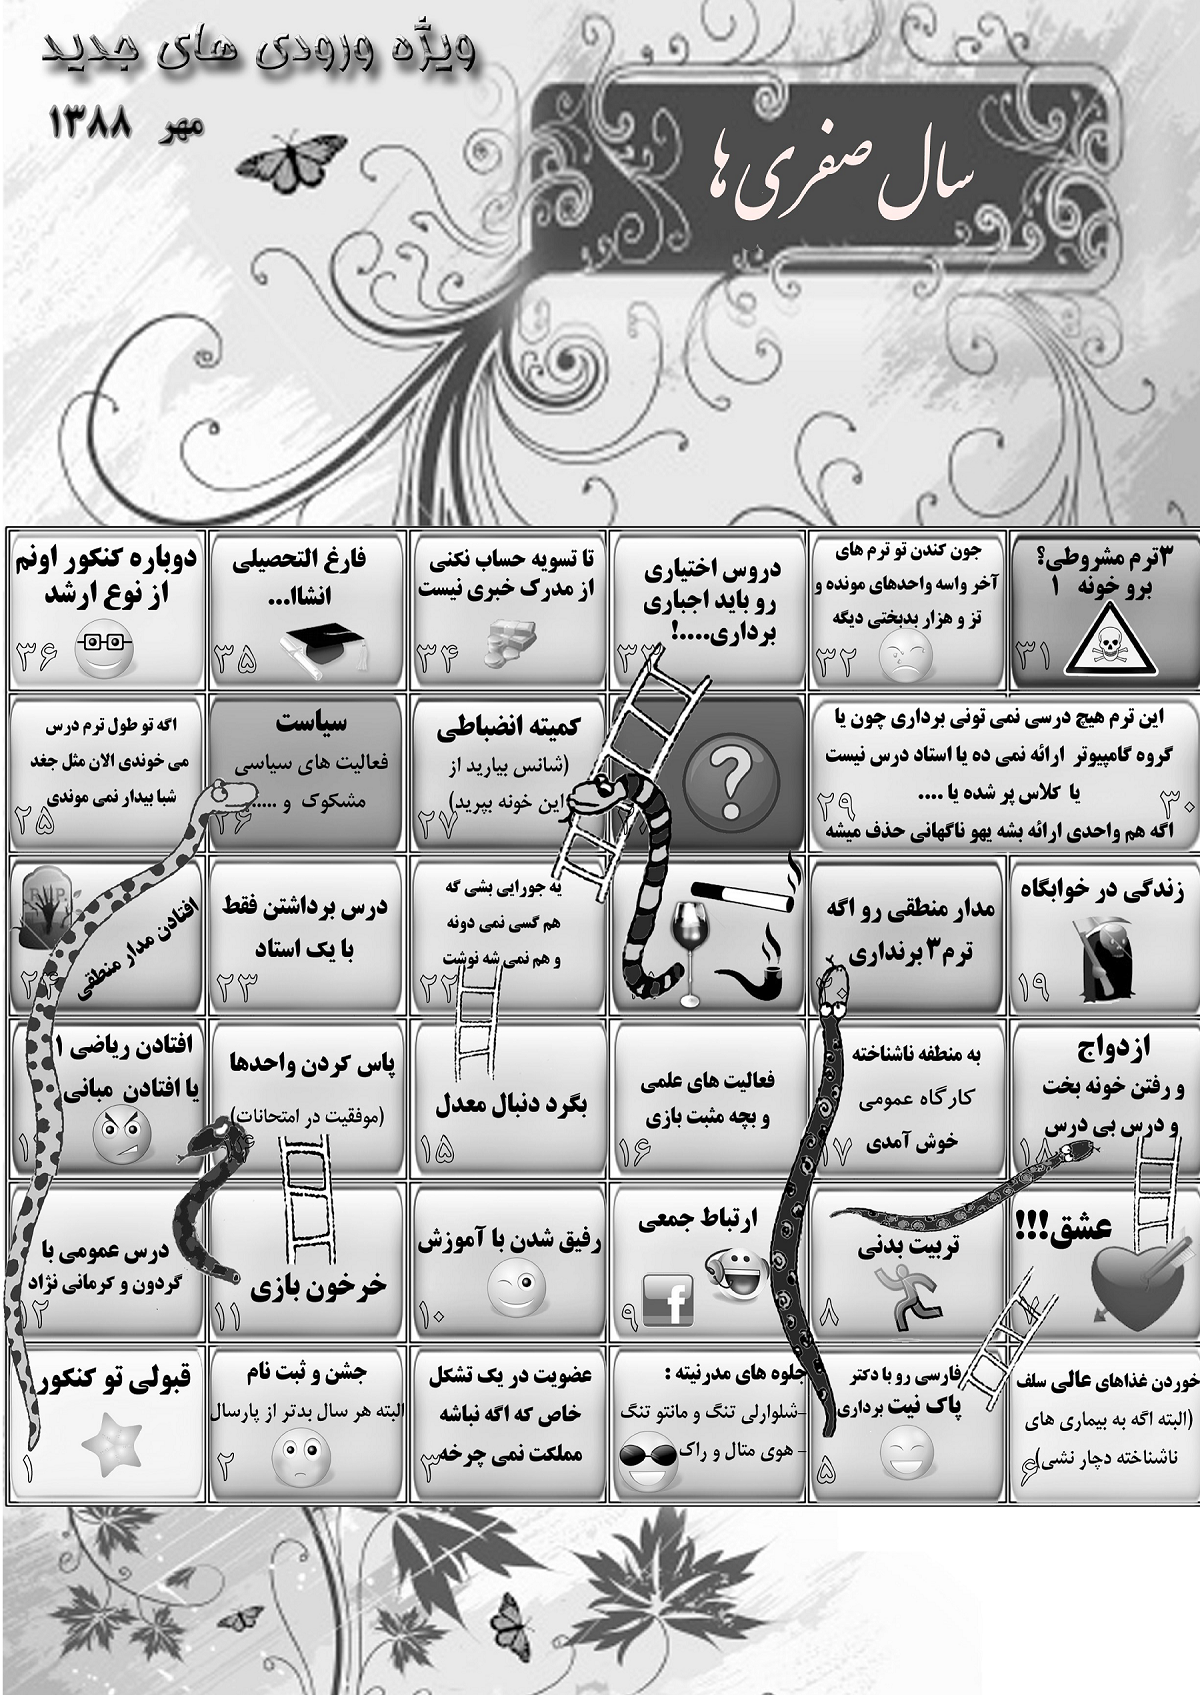 ویژه ورودی های جدید
مهر ۱۳۸۸
سال صفری ها
۳ترم مشروطی؟
برو خونه ۱
۳۱
جون کندن تو ترم های
آخر واسه واحدهای مونده و
تز و هزار بدبختی دیگه
۳۲
دروس اختیاری
رو باید اجباری
برداری....!
۳۳
تا تسویه حساب نکنی
از مدرک خبری نیست
۳۴
فارغ التحصیلی
انشاا...
۳۵
دوباره کنکور اونم
از نوع ارشد
۳۶
این ترم هیچ درسی نمی تونی برداری چون یا
گروه کامپیوتر ارائه نمی ده یا استاد درس نیست
یا کلاس پر شده یا ....
اگه هم واحدی ارائه بشه یهو ناگهانی حذف میشه
۳۰
۲۹
?
کمیته انضباطی
(شانس بیارید از
این خونه بپرید)
۲۷
سیاست
فعالیت های سیاسی
مشکوک و .....
۲۶
اگه تو طول ترم درس
می خوندی الان مثل جغد
شبا بیدار نمی موندی
۲۵
زندگی در خوابگاه
۱۹
مدار منطقی رو اگه
ترم۳ برنداری
۲۰
یه جورایی بشی که
هم کسی نمی دونه
و هم نمی شه نوشت
۲۲
درس برداشتن فقط
با یک استاد
۲۳
RIP
افتادن مدار منطقی
۲۴
ازدواج
و رفتن خونه بخت
و درس بی درس
۱۸
به منطقه ناشناخته
کارگاه عمومی
خوش آمدی
۱۷
فعالیت های علمی
و بچه مثبت بازی
۱۶
بگرد دنبال معدل
۱۵
پاس کردن واحدها
(موفقیت در امتحانات)
افتادن ریاضی ۱
یا افتادن مبانی
عشق!!!
تربیت بدنی
۸
ارتباط جمعی
f
۹
رفیق شدن با آموزش
۱۰
خرخون بازی
۱۱
درس عمومی با
گردون و کرمانی نژاد
۱۲
خوردن غذاهای عالی سلف
(البته اگه به بیماری های
ناشناخته دچار نشی)
۶
فارسی رو با دکتر
پاک نیت برداری
۵
جلوه های مدرنیته :
-شلوارلی تنگ و مانتو تنگ
- هوی متال و راک
عضویت در یک تشکل
خاص که اگه نباشه
مملکت نمی چرخه
۳
جشن و ثبت نام
البته هر سال بدتر از پارسال
۲
قبولی تو کنکور
۱